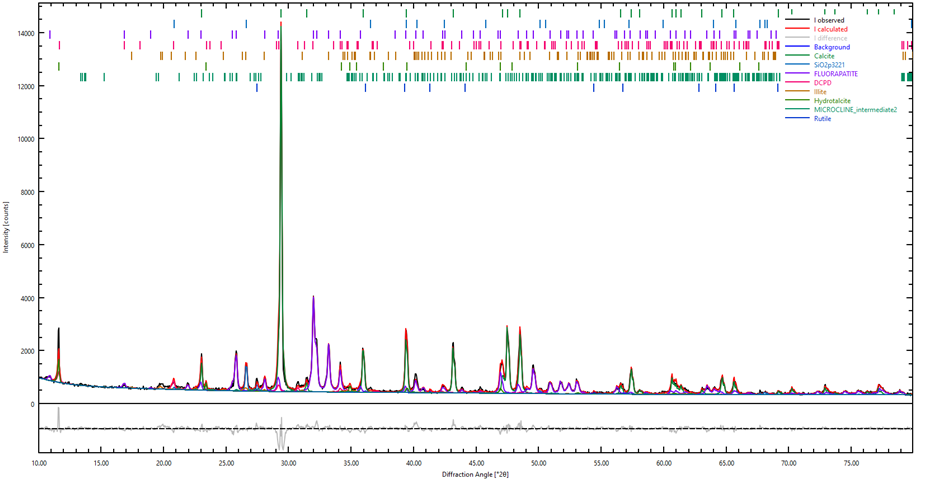 14000
12000
10000
8000
6000
4000
2000
0
Intensity [counts]
I observed
I calculated
I difference
Background
Calcite
SiO2p3221
FLUORAPATITE
DCPD
Illite
Hydrotalcite
MICROCLINE_intermediate2
Rutile
10.00 15.00 20.00 25.00 30.00 35.00 40.00 45.00 50.00 55.00 60.00 65.00 70.00 75.00
Diffraction Angle [°2θ]